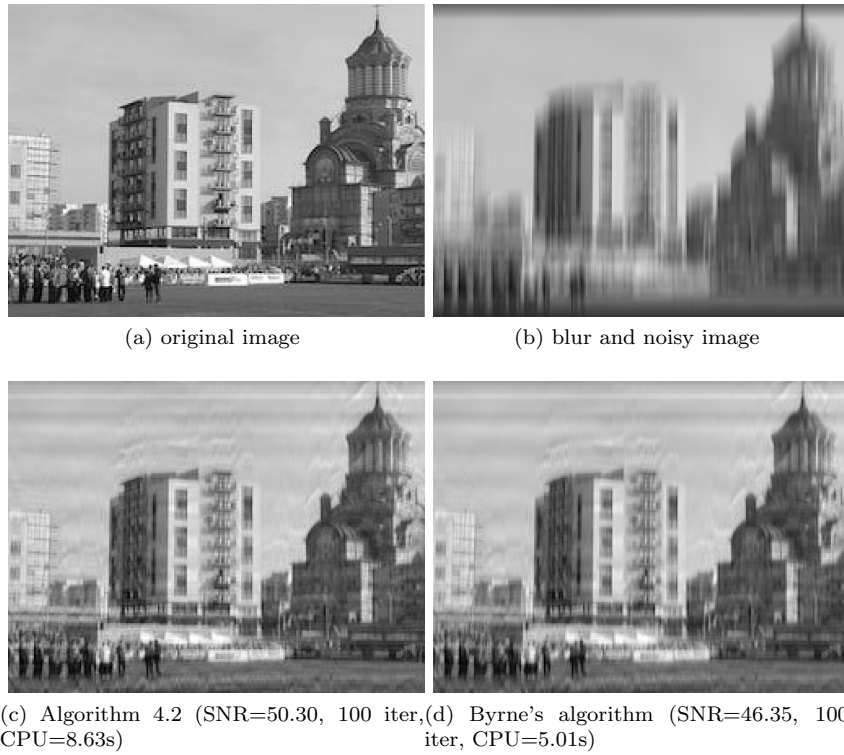 (a) original image
(b) blur and noisy image
(c) Algorithm 4.2 (SNR=50.30, 100 iter, CPU=8.63s)
(d) Byrne's algorithm (SNR=46.35, 100 iter, CPU=5.01s)